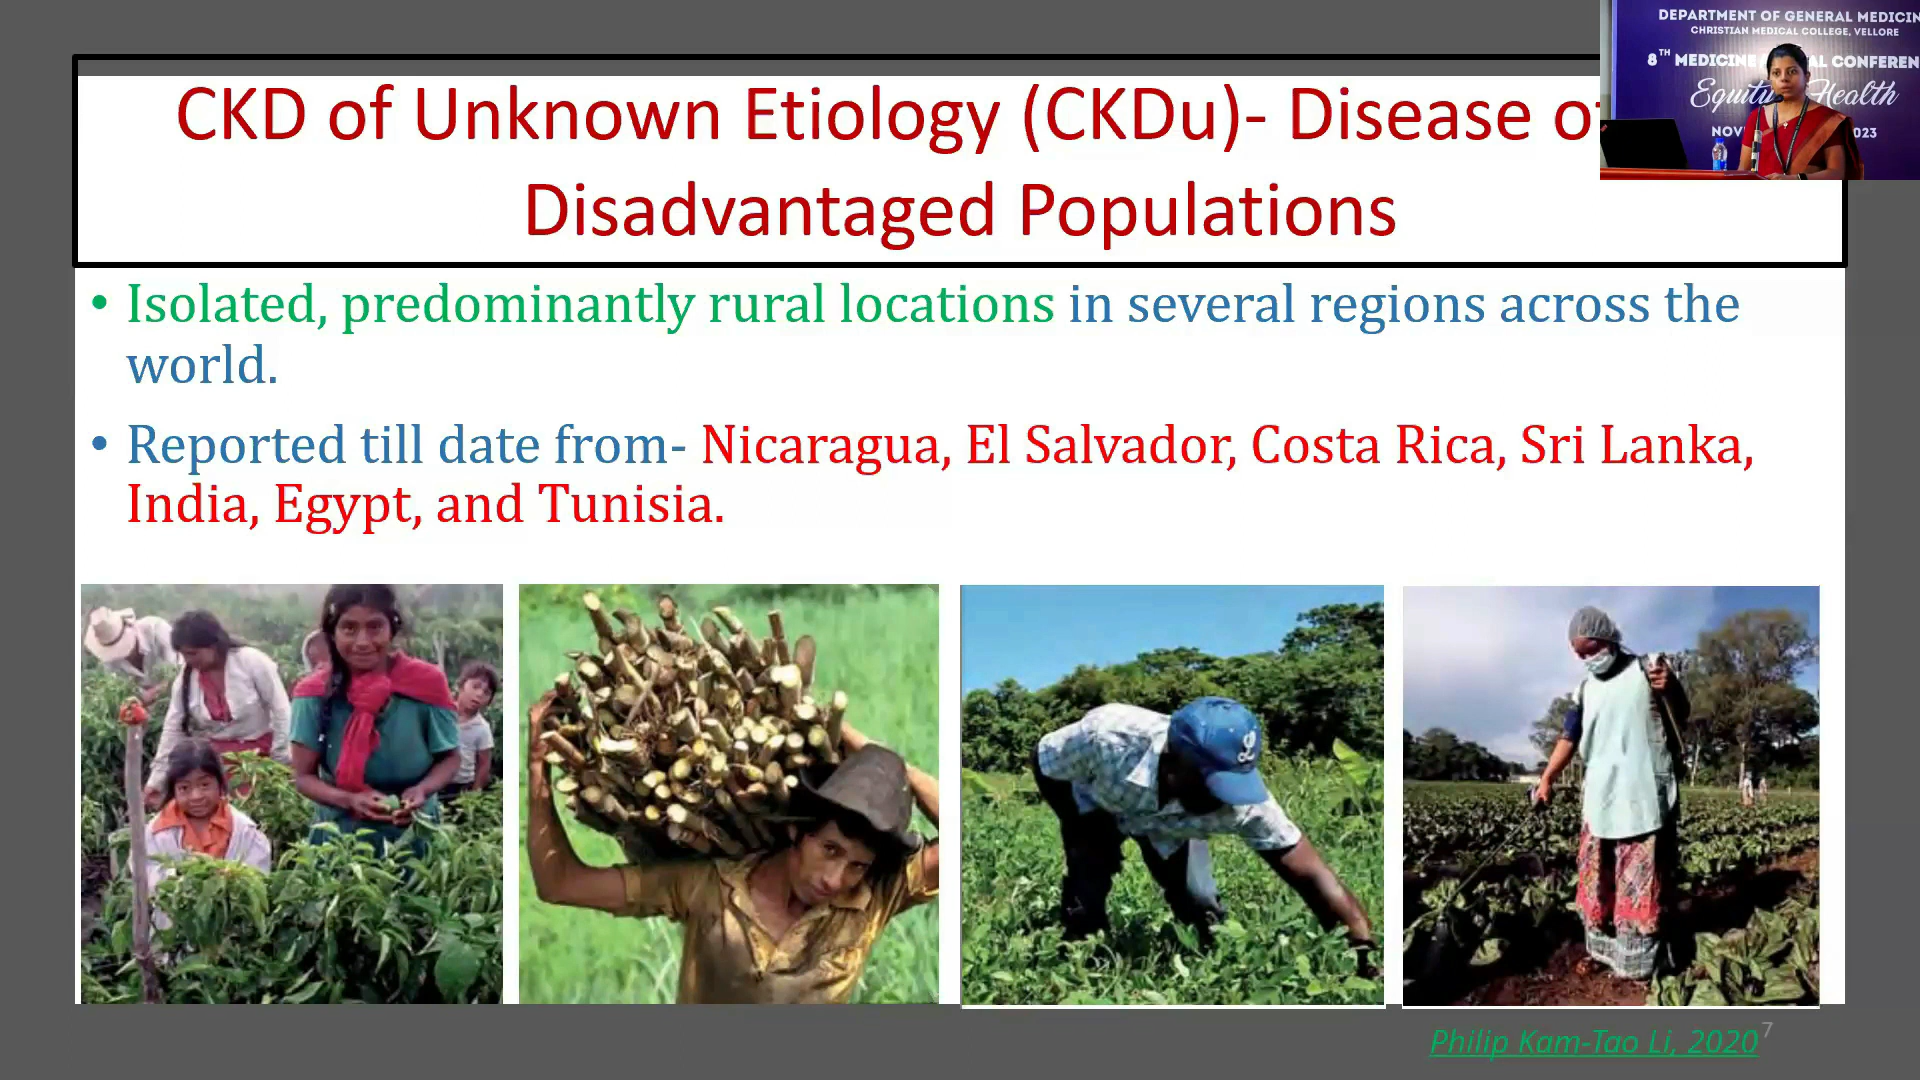 CKD of Unknown Etiology (CKDu)- Disease of
Disadvantaged Populations
• Isolated, predominantly rural locations in several regions across the
world.
• Reported till date from- Nicaragua, El Salvador, Costa Rica, Sri Lanka,
India, Egypt, and Tunisia.
Philip Kam-Tao Li, 2020
7
DEPARTMENT OF GENERAL MEDICIN
CHRISTIAN MEDICAL COLLEGE, VELLORE
8TH MEDICINE AL CONFEREN
Equit Health
NOV 023